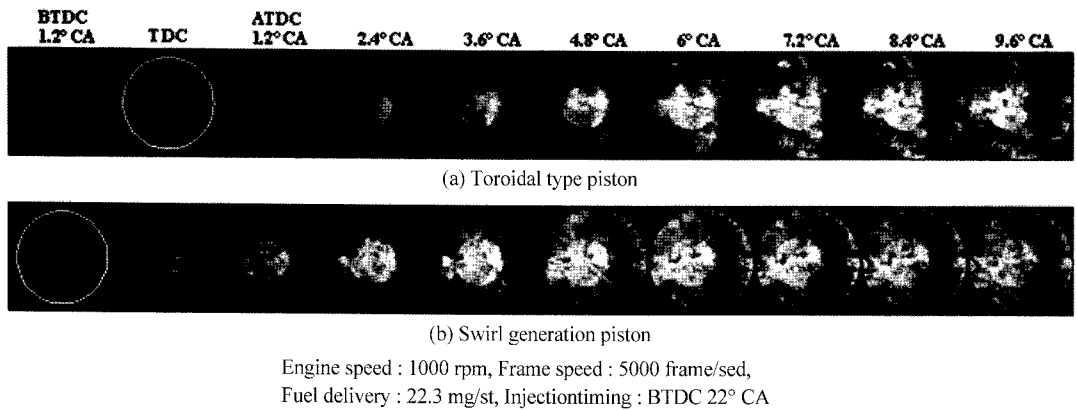 BTDC
1.2° CA
TDC
ATDC
1.2° CA
2.4° CA
3.6° CA
4.8° CA
6° CA
7.2° CA
8.4° CA
9.6° CA
(a) Toroidal type piston
(b) Swirl generation piston
Engine speed : 1000 rpm, Frame speed : 5000 frame/sed,
Fuel delivery : 22.3 mg/st, Injectiontiming : BTDC 22° CA